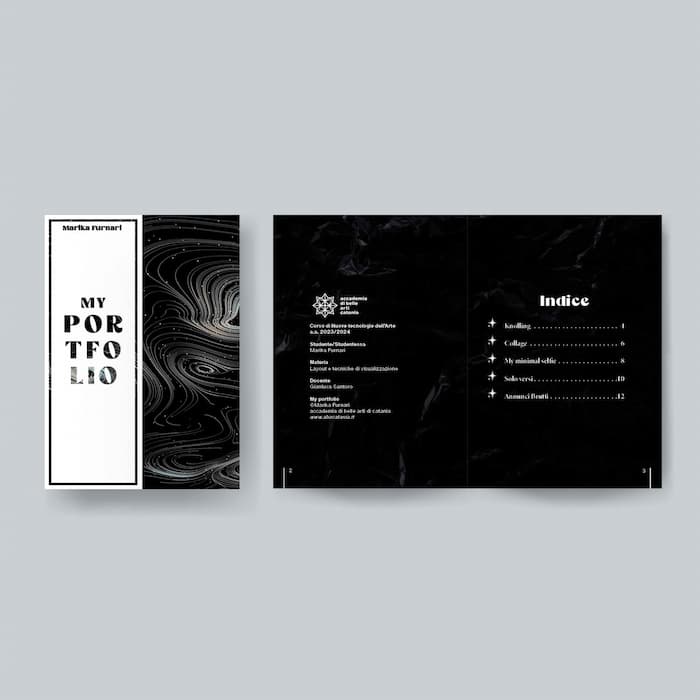 Marika Furnari
MY
POR
TFO
LIO
accademia
di belle
arti
catania
Corso di Nuove tecnologie dell'Arte
a.a. 2023/2024
Studente/Studentessa
Marika Furnari
Materia
Layout e tecniche di visualizzazione
Docente
Gianluca Santoro
My portfolio
©Marika Furnari
accademia di belle arti di catania
www.abacatania.it
2
Indice
Knolling 4
Collage 6
My minimal selfie 8
Solo versi 10
Annunci Brutti 12
3